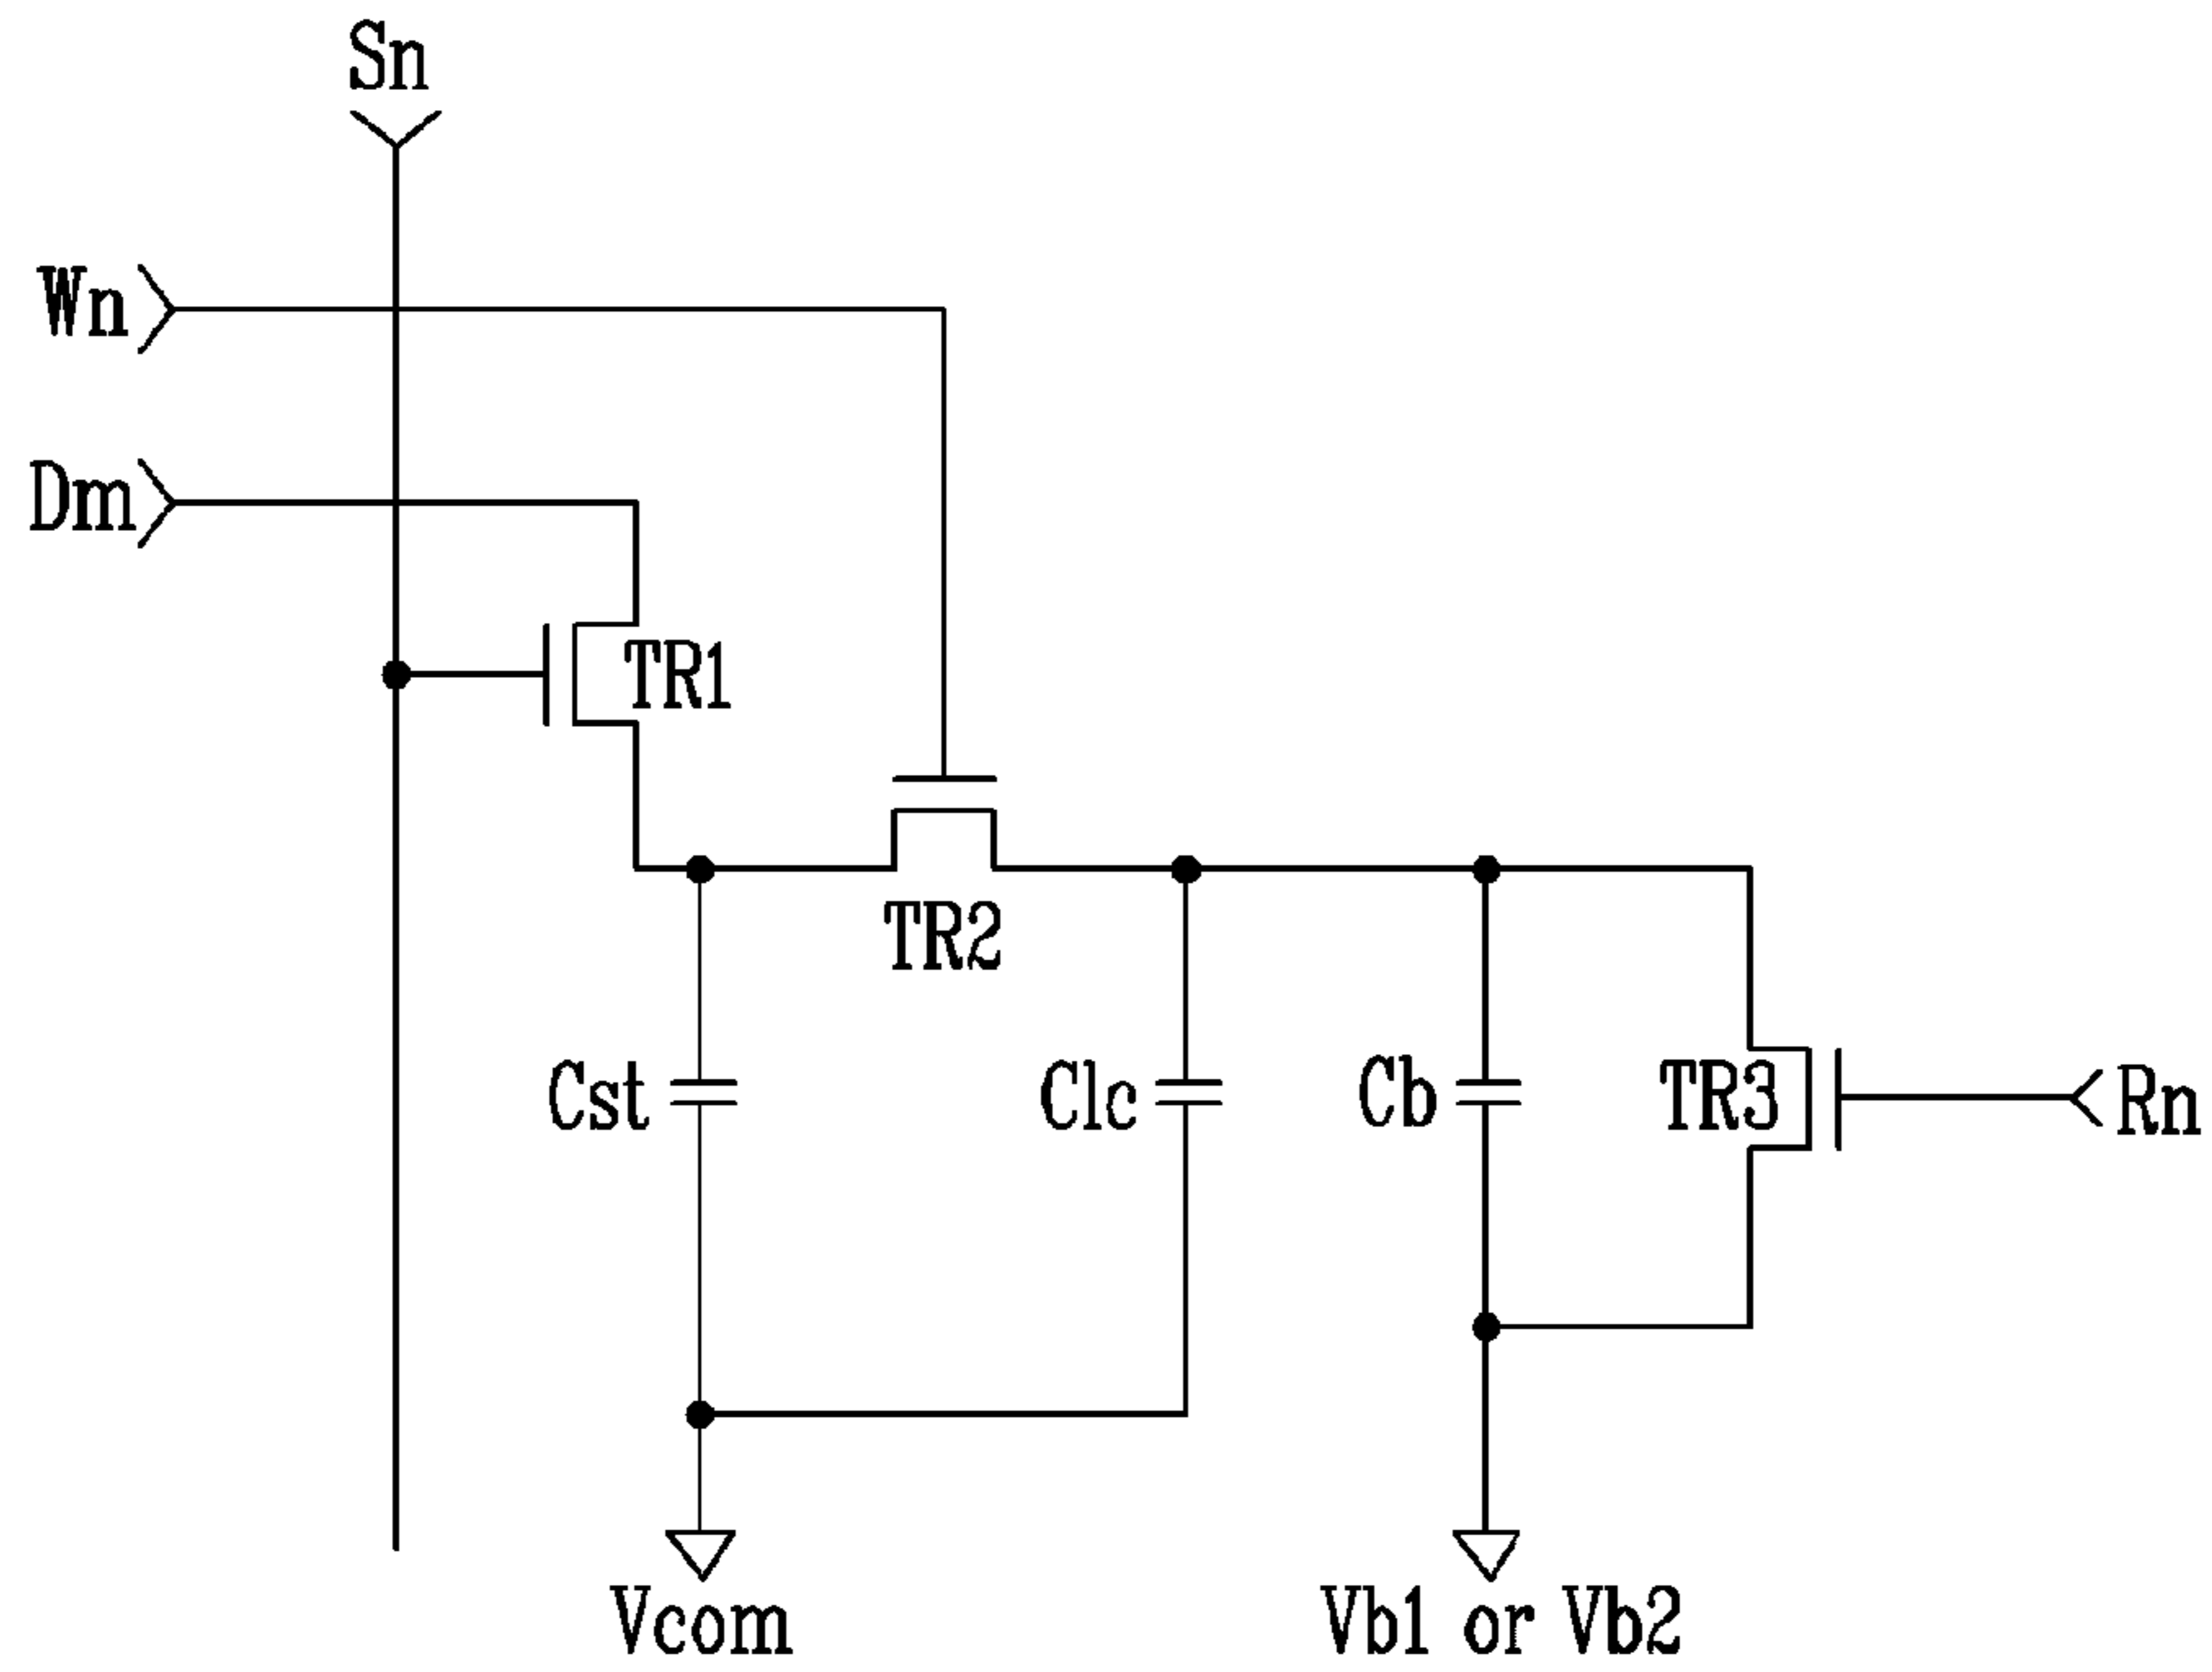 Sn
Wn
Dm
TR1
TR2
Cst
Clc
Cb
TR3
Rn
Vcom
Vb1 or Vb2